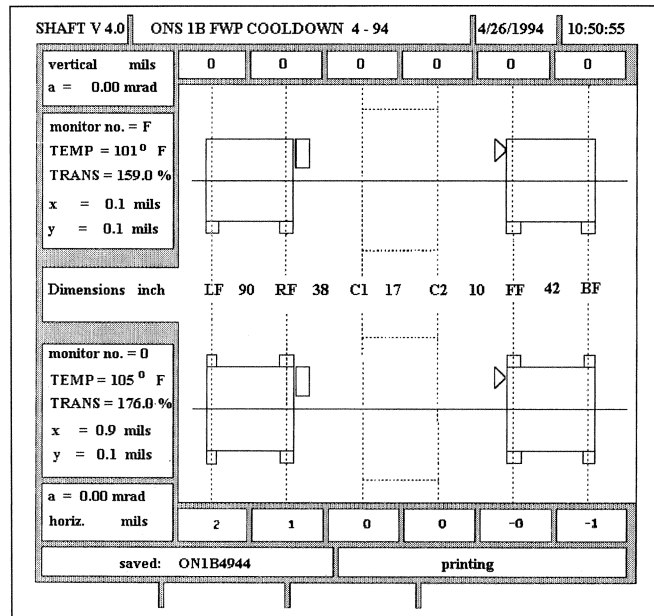 SHAFT V 4.0 ONS 1B FWP COOLDOWN 4 - 94 4/26/1994 10:50:55
vertical mils 0 0 0 0 0 0
a = 0.00 mrad
monitor no. = F
TEMP = 101⁰ F
TRANS = 159.0 %
x = 0.1 mils
y = 0.1 mils
Dimensions inch LF 90 RF 38 C1 17 C2 10 FF 42 BF
monitor no. = 0
TEMP = 105⁰ F
TRANS = 176.0 %
x = 0.9 mils
y = 0.1 mils
a = 0.00 mrad
horiz. mils 2 1 0 0 -0 -1
saved: ON1B4944 printing